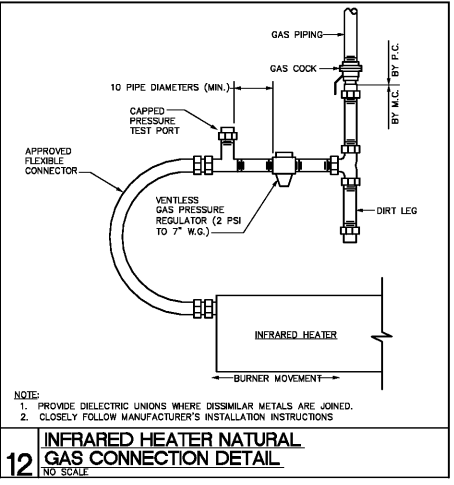 GAS PIPING
GAS COCK
BY P.C.
BY M.C.
10 PIPE DIAMETERS (MIN.)
CAPPED
PRESSURE
TEST PORT
APPROVED
FLEXIBLE
CONNECTOR
VENTLESS
GAS PRESSURE
REGULATOR (2 PSI
TO 7" W.G.)
DIRT LEG
INFRARED HEATER
BURNER MOVEMENT
NOTE:
1. PROVIDE DIELECTRIC UNIONS WHERE DISSIMILAR METALS ARE JOINED.
2. CLOSELY FOLLOW MANUFACTURER'S INSTALLATION INSTRUCTIONS
12
INFRARED HEATER NATURAL
GAS CONNECTION DETAIL
NO SCALE